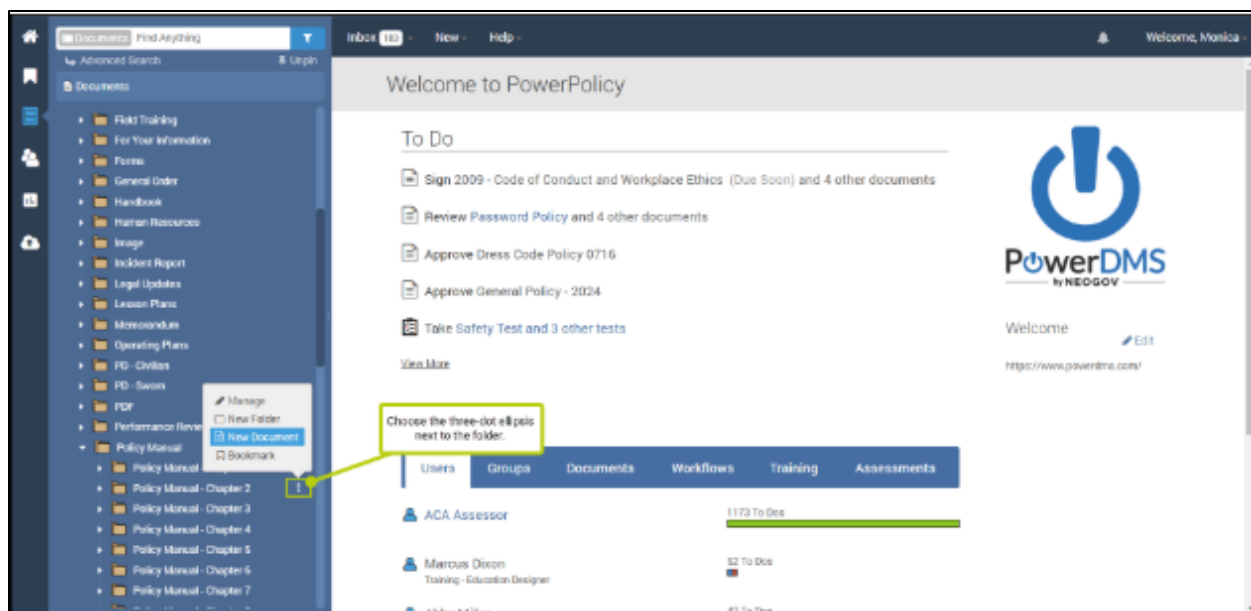 Documents Find Anything
Advanced Search
Unpin
Documents
Field Training
For Your Information
Forms
General Order
Handbook
Human Resources
Image
Incident Report
Legal Updates
Lesson Plans
Memorandum
Operating Plans
PD - Civilian
PD - Sworn
PDF
Performance Revie
Policy Manual
Policy Manual -
Policy Manual - Chapter 2
Policy Manual - Chapter 3
Policy Manual - Chapter 4
Policy Manual - Chapter 5
Policy Manual - Chapter 6
Policy Manual - Chapter 7
Manage
New Folder
New Document
Bookmark
Choose the three-dot ellipsis
next to the folder.
Inbox
New
Help
Welcome, Monica
Welcome to PowerPolicy
To Do
Sign 2009 - Code of Conduct and Workplace Ethics (Due Soon) and 4 other documents
Review Password Policy and 4 other documents
Approve Dress Code Policy 0716
Approve General Policy - 2024
Take Safety Test and 3 other tests
View More
PowerDMS
by NEOGOV
Welcome
Edit
https://www.powerdms.com/
Users Groups Documents Workflows Training Assessments
ACA Assessor
1173 To Dos
Marcus Dixon
52 To Dos
Training - Education Designer